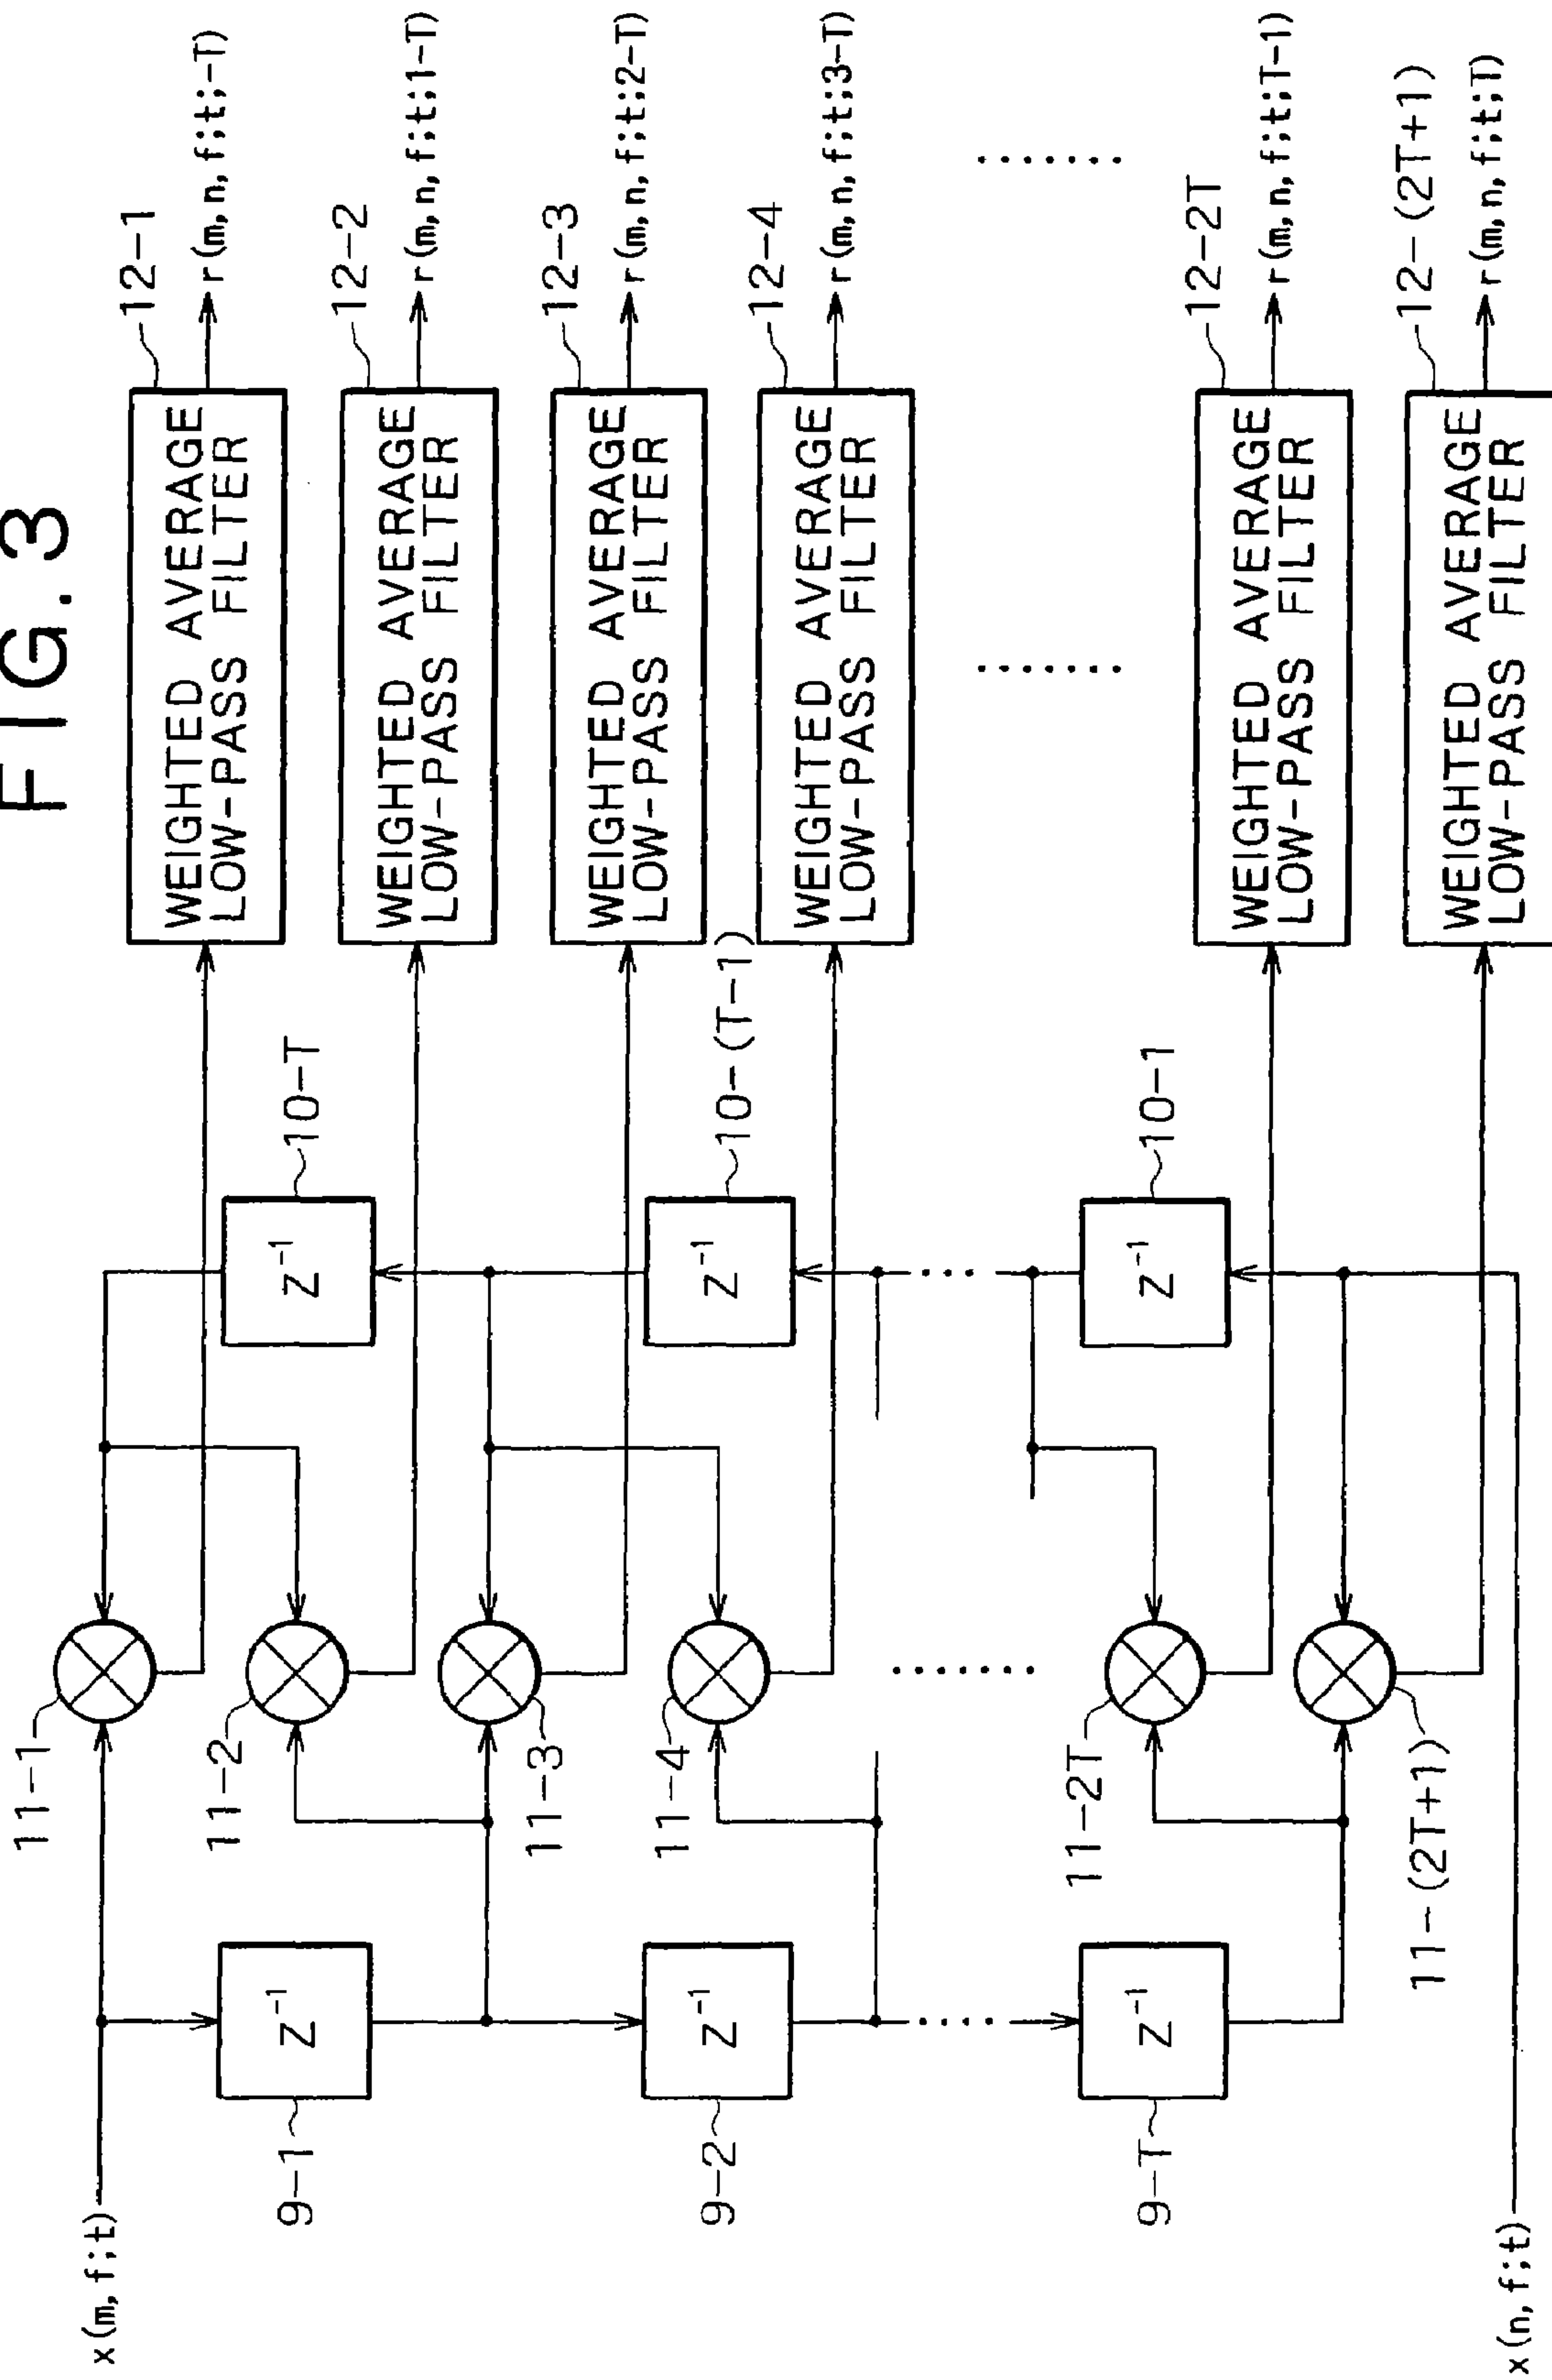 FIG. 3
x(m,f;t)
9-1
Z⁻¹
9-2
Z⁻¹
9-T
Z⁻¹
x(n,f;t)
11-1
11-2
11-3
11-4
11-2T
11-(2T+1)
10-T
Z⁻¹
10-(T-1)
Z⁻¹
10-1
Z⁻¹
12-1
WEIGHTED AVERAGE
LOW-PASS FILTER
r(m,n,f;t;-T)
12-2
WEIGHTED AVERAGE
LOW-PASS FILTER
r(m,n,f;t;1-T)
12-3
WEIGHTED AVERAGE
LOW-PASS FILTER
r(m,n,f;t;2-T)
12-4
WEIGHTED AVERAGE
LOW-PASS FILTER
r(m,n,f;t;3-T)
12-2T
WEIGHTED AVERAGE
LOW-PASS FILTER
r(m,n,f;t;T-1)
12-(2T+1)
WEIGHTED AVERAGE
LOW-PASS FILTER
r(m,n,f;t;T)